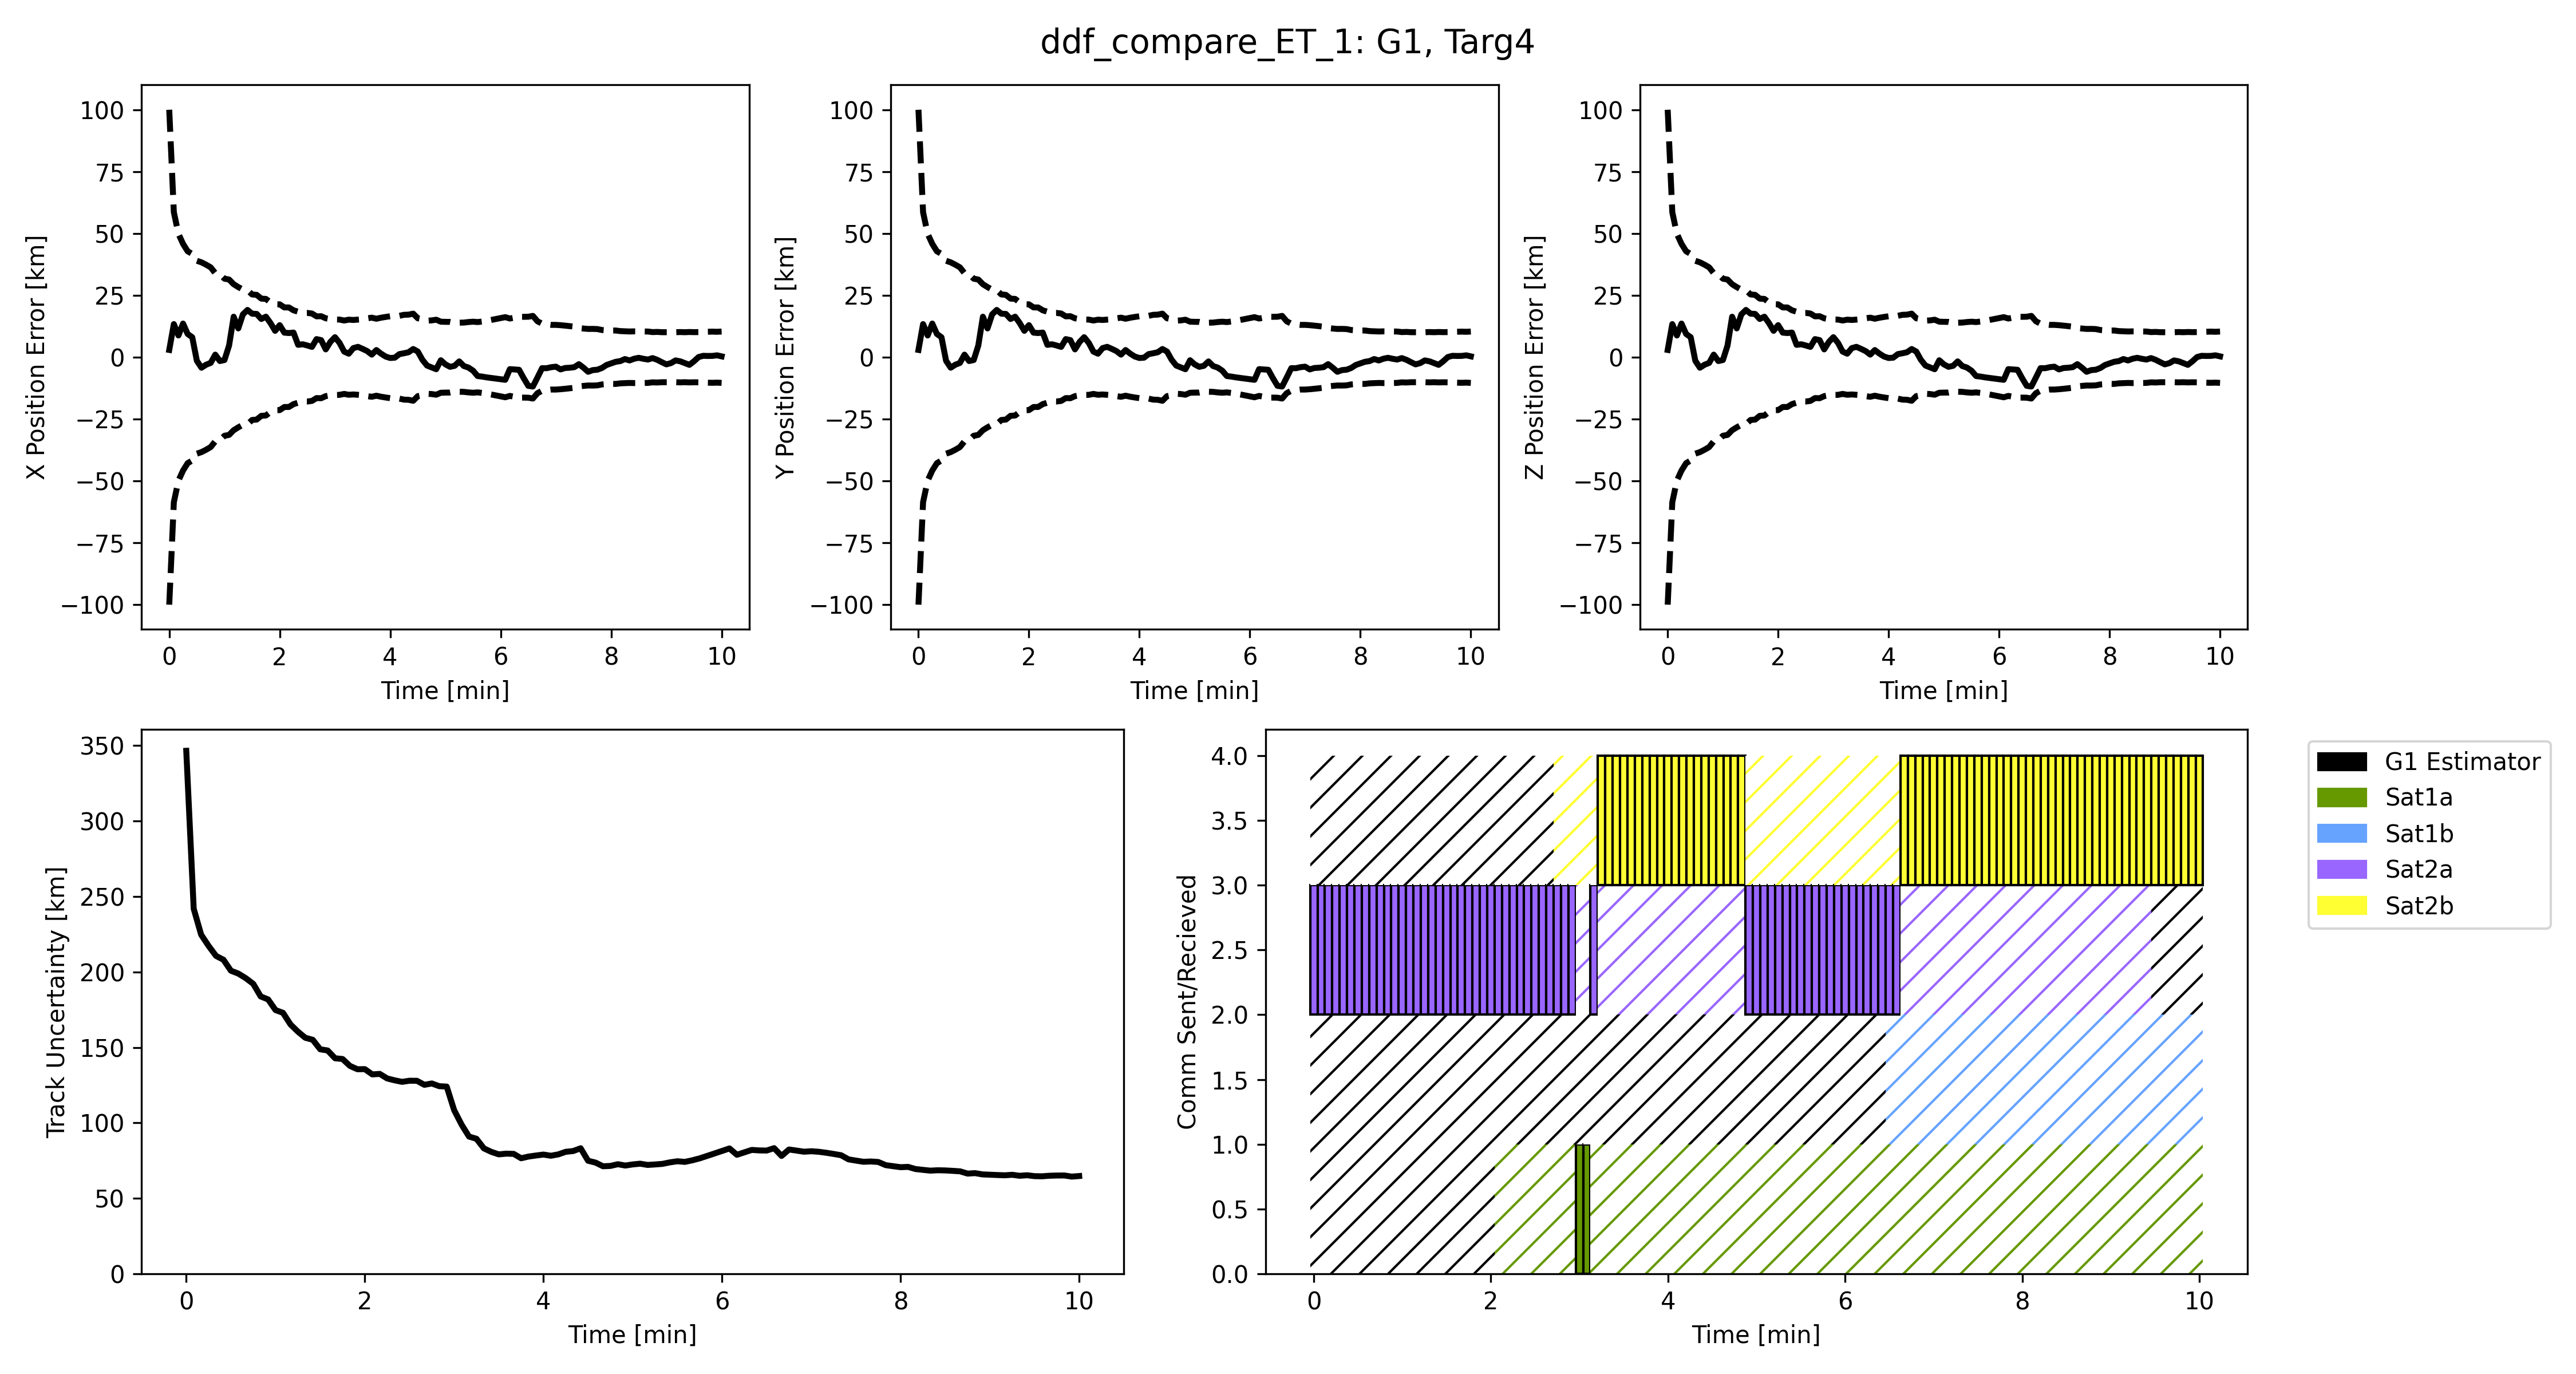 ddf_compare_ET_1: G1, Targ4
X Position Error [km]
100
75
50
25
0
−25
−50
−75
−100
0 2 4 6 8 10
Time [min]
Y Position Error [km]
100
75
50
25
0
−25
−50
−75
−100
0 2 4 6 8 10
Time [min]
Z Position Error [km]
100
75
50
25
0
−25
−50
−75
−100
0 2 4 6 8 10
Time [min]
Track Uncertainty [km]
350
300
250
200
150
100
50
0
0 2 4 6 8 10
Time [min]
Comm Sent/Recieved
4.0
3.5
3.0
2.5
2.0
1.5
1.0
0.5
0.0
0 2 4 6 8 10
Time [min]
G1 Estimator
Sat1a
Sat1b
Sat2a
Sat2b